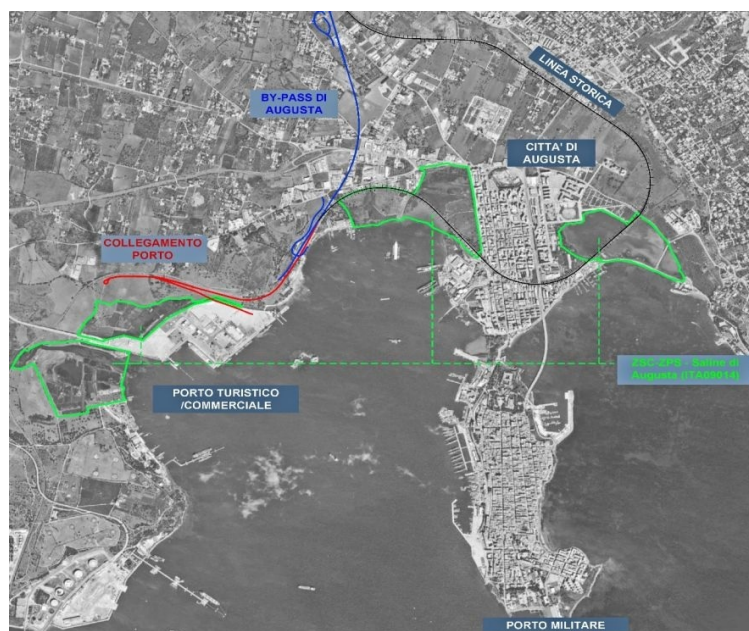 LINEA STORICA
BY-PASS DI
AUGUSTA
CITTA' DI
AUGUSTA
COLLEGAMENTO
PORTO
ZSC-ZPS - Saline di
Augusta (ITA09014)
PORTO TURISTICO
/COMMERCIALE
PORTO MILITARE